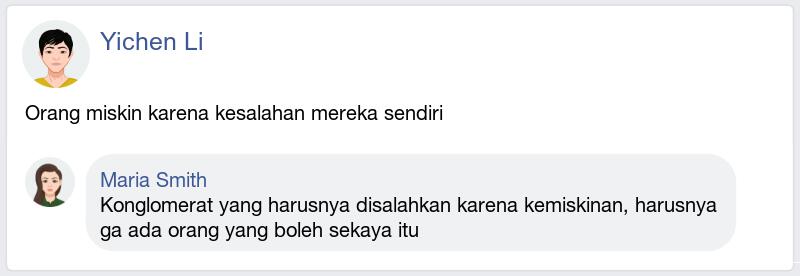 Yichen Li
Orang miskin karena kesalahan mereka sendiri
Maria Smith
Konglomerat yang harusnya disalahkan karena kemiskinan, harusnya
ga ada orang yang boleh sekaya itu